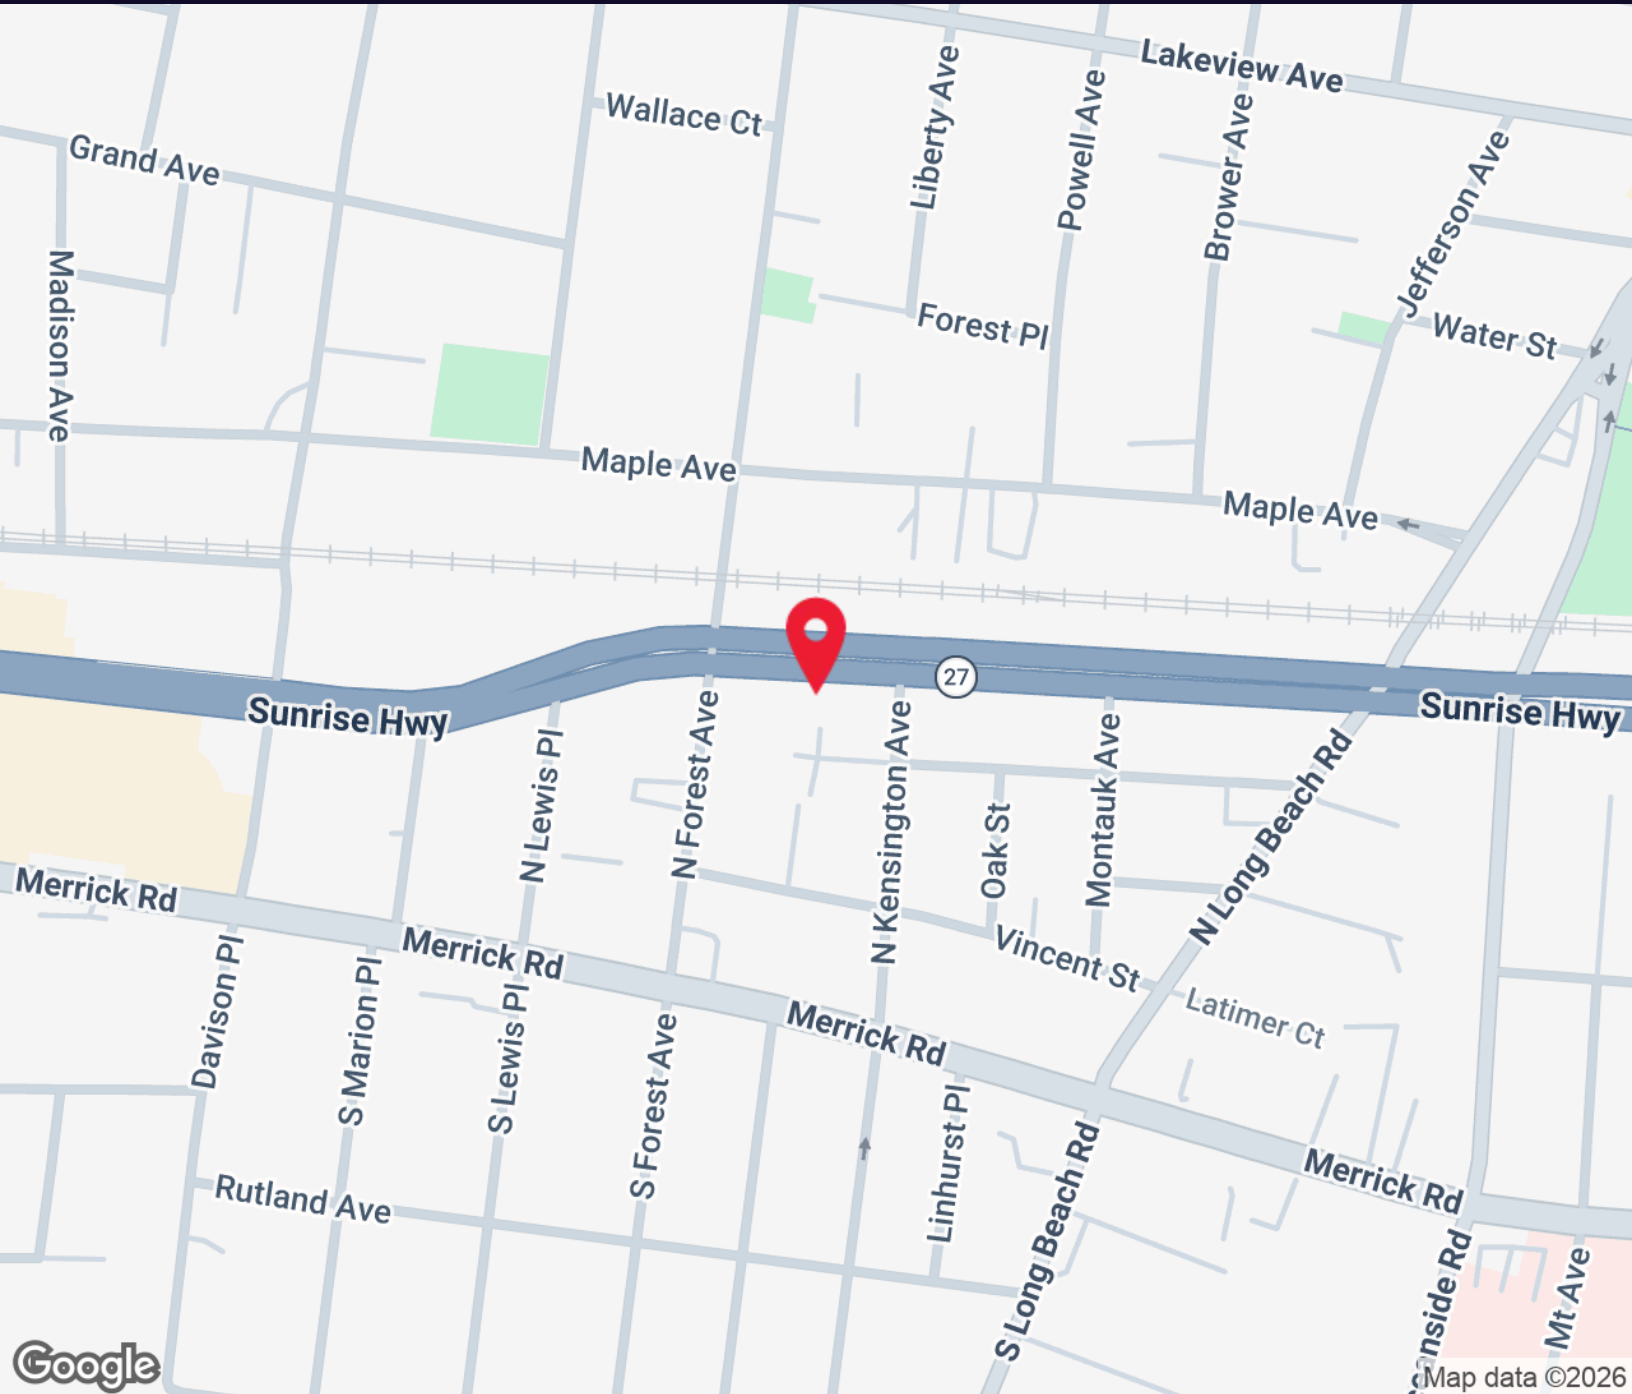 Lakeview Ave
Wallace Ct
Liberty Ave
Powell Ave
Brower Ave
Jefferson Ave
Grand Ave
Madison Ave
Forest Pl
Water St
Maple Ave
Maple Ave
27
Sunrise Hwy
Sunrise Hwy
N Lewis Pl
N Forest Ave
N Kensington Ave
Oak St
Montauk Ave
N Long Beach Rd
Merrick Rd
Merrick Rd
Vincent St
Latimer Ct
Merrick Rd
Davison Pl
S Marion Pl
S Lewis Pl
S Forest Ave
Linhurst Pl
S Long Beach Rd
Merrick Rd
Rutland Ave
anside Rd
Mt Ave
Google
Map data ©2026